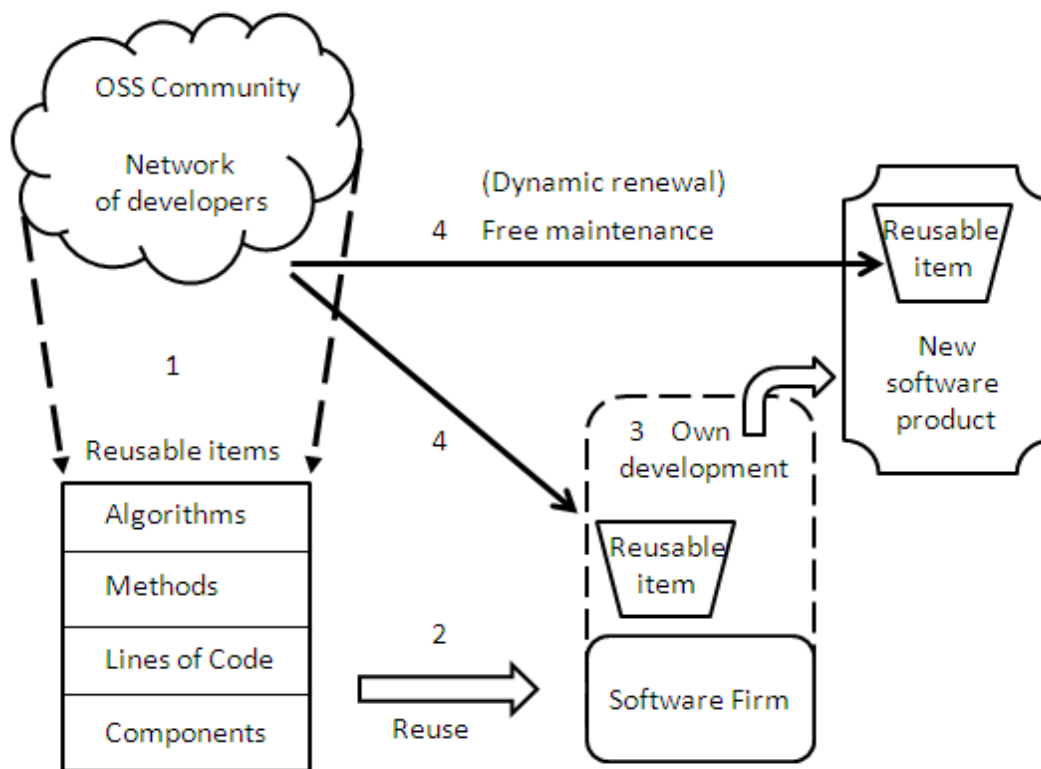 OSS Community
Network
of developers
(Dynamic renewal)
4 Free maintenance
Reusable
item
New
software
product
1
4
3 Own
development
Reusable items
Algorithms
Methods
Lines of Code
Components
Reusable
item
2
Reuse
Software Firm